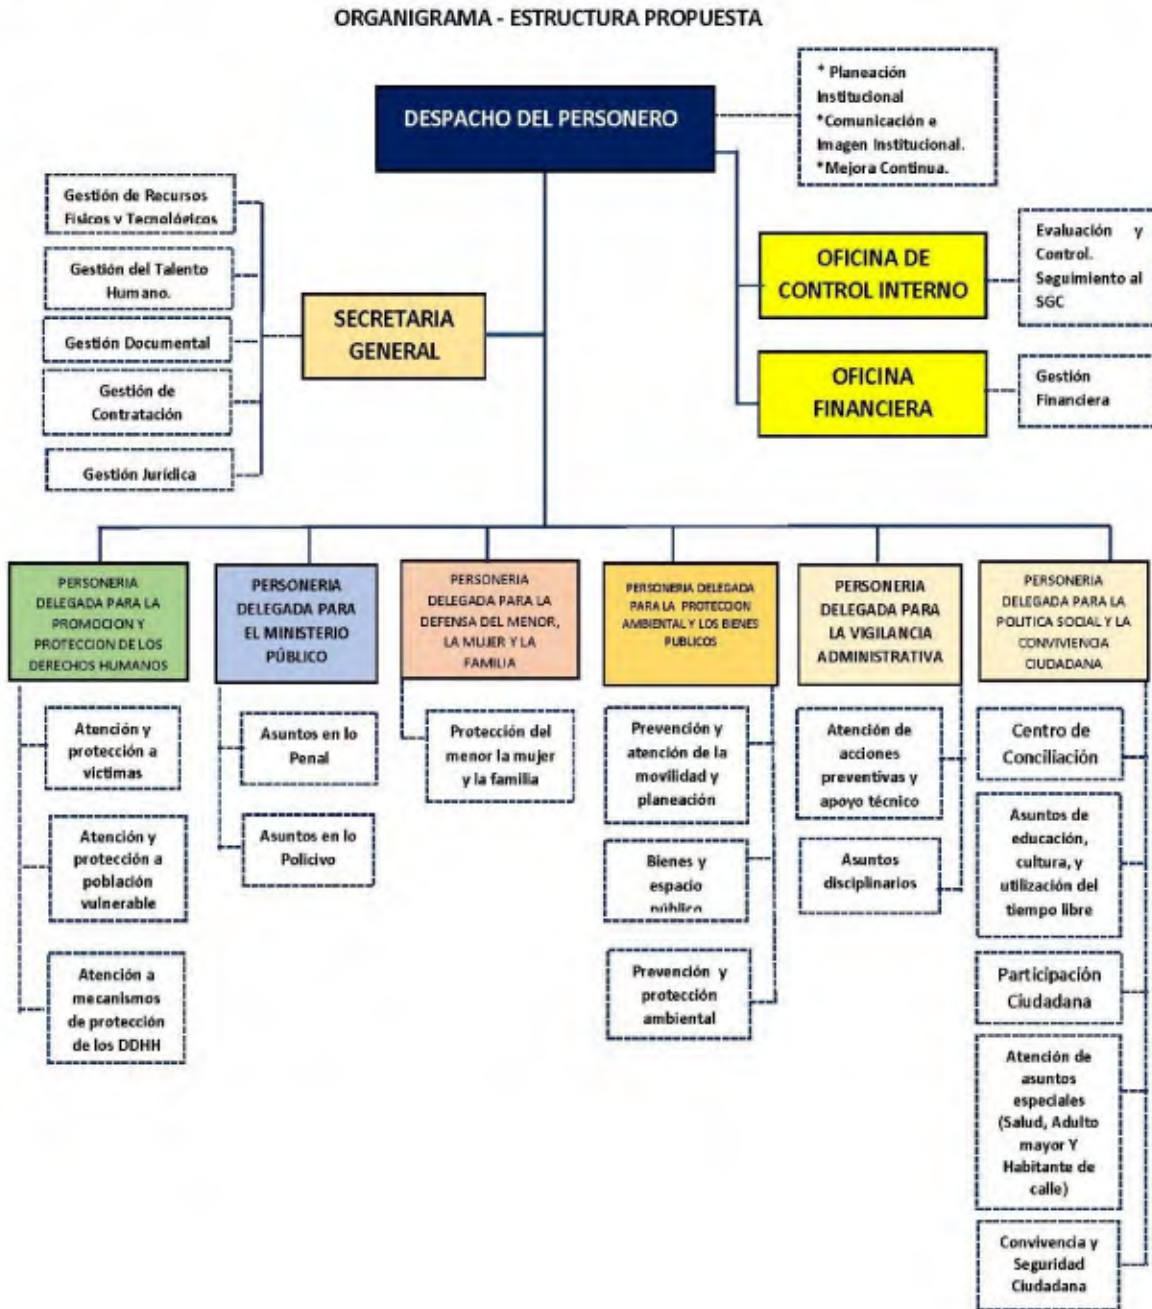 ORGANIGRAMA - ESTRUCTURA PROPUESTA
DESPACHO DEL PERSONERO
* Planeación
Institucional
*Comunicación e
Imagen Institucional.
*Mejora Continua.
Gestión de Recursos
Físicos y Tecnológicos
Gestión del Talento
Humano.
Gestión Documental
Gestión de
Contratación
Gestión Jurídica
SECRETARIA
GENERAL
OFICINA DE
CONTROL INTERNO
Evaluación y
Control.
Seguimiento al
SGC
OFICINA
FINANCIERA
Gestión
Financiera
PERSONERIA
DELEGADA PARA LA
PROMOCION Y
PROTECCION DE LOS
DERECHOS HUMANOS
Atención y
protección a
víctimas
Atención y
protección a
población
vulnerable
Atención a
mecanismos
de protección
de los DDHH
PERSONERIA
DELEGADA PARA
EL MINISTERIO
PÚBLICO
Asuntos en lo
Penal
Asuntos en lo
Policivo
PERSONERIA
DELEGADA PARA LA
DEFENSA DEL MENOR,
LA MUJER Y LA
FAMILIA
Protección del
menor la mujer
y la familia
PERSONERIA DELEGADA
PARA LA PROTECCION
AMBIENTAL Y LOS BIENES
PUBLICOS
Prevención y
atención de la
movilidad y
planeación
Bienes y
espacio
público
Prevención y
protección
ambiental
PERSONERIA
DELEGADA PARA
LA VIGILANCIA
ADMINISTRATIVA
Atención de
acciones
preventivas y
apoyo técnico
Asuntos
disciplinarios
PERSONERIA
DELEGADA PARA LA
POLITICA SOCIAL Y LA
CONVIVIENCIA
CIUDADANA
Centro de
Conciliación
Asuntos de
educación,
cultura, y
utilización del
tiempo libre
Participación
Ciudadana
Atención de
asuntos
especiales
(Salud, Adulto
mayor Y
Habitante de
calle)
Convivencia y
Seguridad
Ciudadana